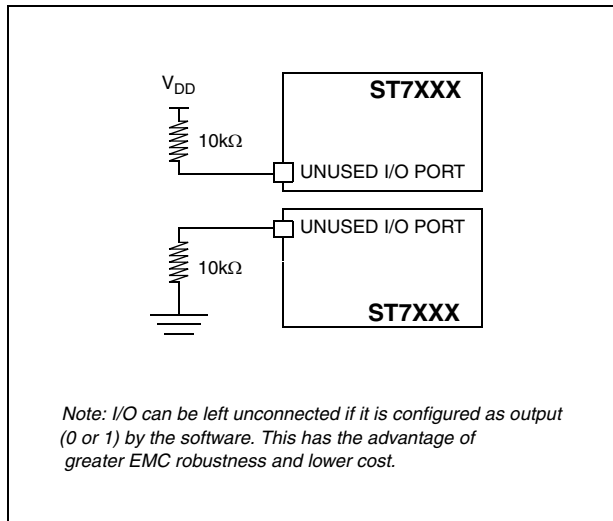 V_DD
ST7XXX
10kΩ
UNUSED I/O PORT
UNUSED I/O PORT
10kΩ
ST7XXX
Note: I/O can be left unconnected if it is configured as output
(0 or 1) by the software. This has the advantage of
greater EMC robustness and lower cost.